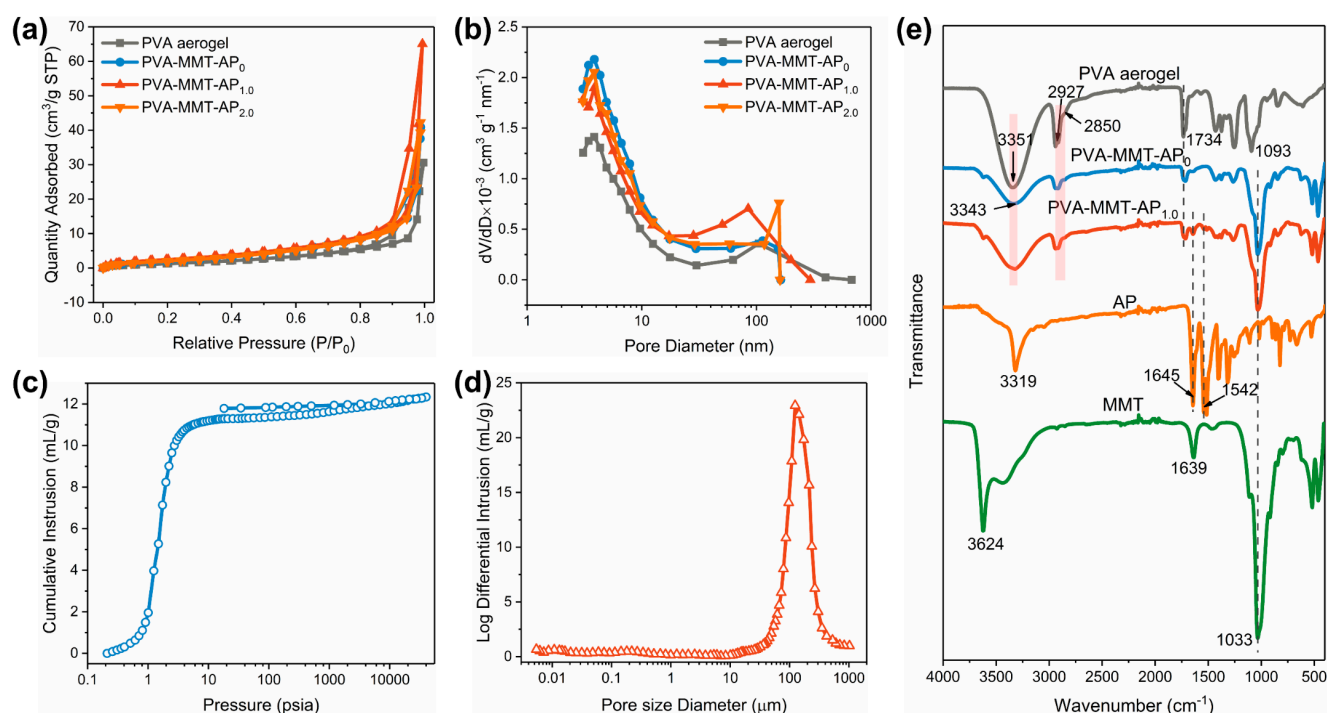 (a)
PVA aerogel
PVA-MMT-AP₀
PVA-MMT-AP₁.₀
PVA-MMT-AP₂.₀
70
60
50
40
30
20
10
0
-10
Quantity Adsorbed (cm³/g STP)
0.0 0.2 0.4 0.6 0.8 1.0
Relative Pressure (P/P₀)
(b)
PVA aerogel
PVA-MMT-AP₀
PVA-MMT-AP₁.₀
PVA-MMT-AP₂.₀
2.5
2.0
1.5
1.0
0.5
0.0
dV/dD×10⁻³ (cm³ g⁻¹ nm⁻¹)
1 10 100 1000
Pore Diameter (nm)
(c)
12
10
8
6
4
2
0
Cumulative Instrusion (mL/g)
0.1 1 10 100 1000 10000
Pressure (psia)
(d)
25
20
15
10
5
0
Log Differential Intrusion (mL/g)
0.01 0.1 1 10 100 1000
Pore size Diameter (μm)
(e)
PVA aerogel
2927
2850
3351
1734
1093
PVA-MMT-AP₀
3343
PVA-MMT-AP₁.₀
AP
3319
1645
1542
MMT
1639
3624
1033
Transmittance
4000 3500 3000 2500 2000 1500 1000 500
Wavenumber (cm⁻¹)